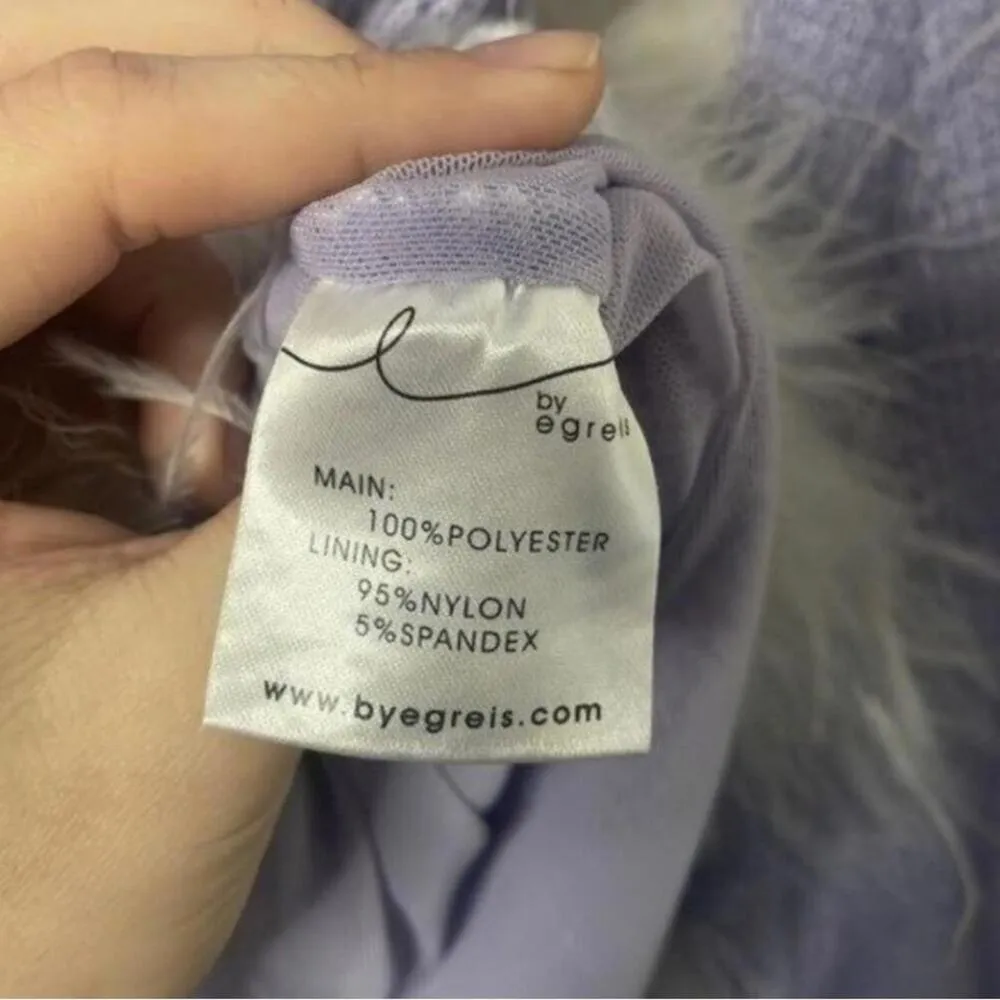 by
egreis
MAIN:
100%POLYESTER
LINING:
95%NYLON
5%SPANDEX
www.byegreis.com